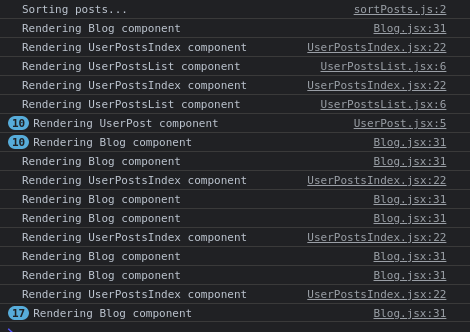 Sorting posts... sortPosts.js:2
Rendering Blog component Blog.jsx:31
Rendering UserPostsIndex component UserPostsIndex.jsx:22
Rendering UserPostsList component UserPostsList.jsx:6
Rendering UserPostsIndex component UserPostsIndex.jsx:22
Rendering UserPostsList component UserPostsList.jsx:6
10 Rendering UserPost component UserPost.jsx:5
10 Rendering Blog component Blog.jsx:31
Rendering Blog component Blog.jsx:31
Rendering UserPostsIndex component UserPostsIndex.jsx:22
Rendering Blog component Blog.jsx:31
Rendering Blog component Blog.jsx:31
Rendering UserPostsIndex component UserPostsIndex.jsx:22
Rendering Blog component Blog.jsx:31
Rendering Blog component Blog.jsx:31
Rendering UserPostsIndex component UserPostsIndex.jsx:22
17 Rendering Blog component Blog.jsx:31